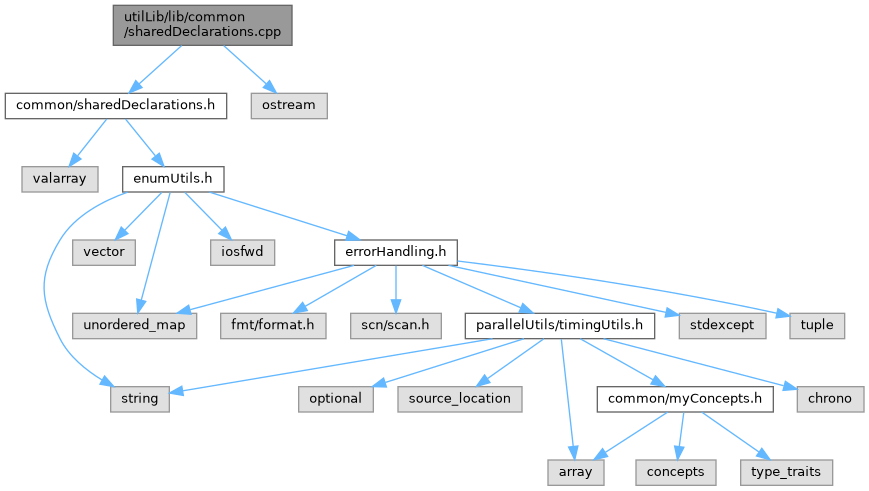 utilLib/lib/common
/sharedDeclarations.cpp
common/sharedDeclarations.h
ostream
valarray
enumUtils.h
vector
iosfwd
errorHandling.h
unordered_map
fmt/format.h
scn/scan.h
parallelUtils/timingUtils.h
stdexcept
tuple
string
optional
source_location
common/myConcepts.h
chrono
array
concepts
type_traits